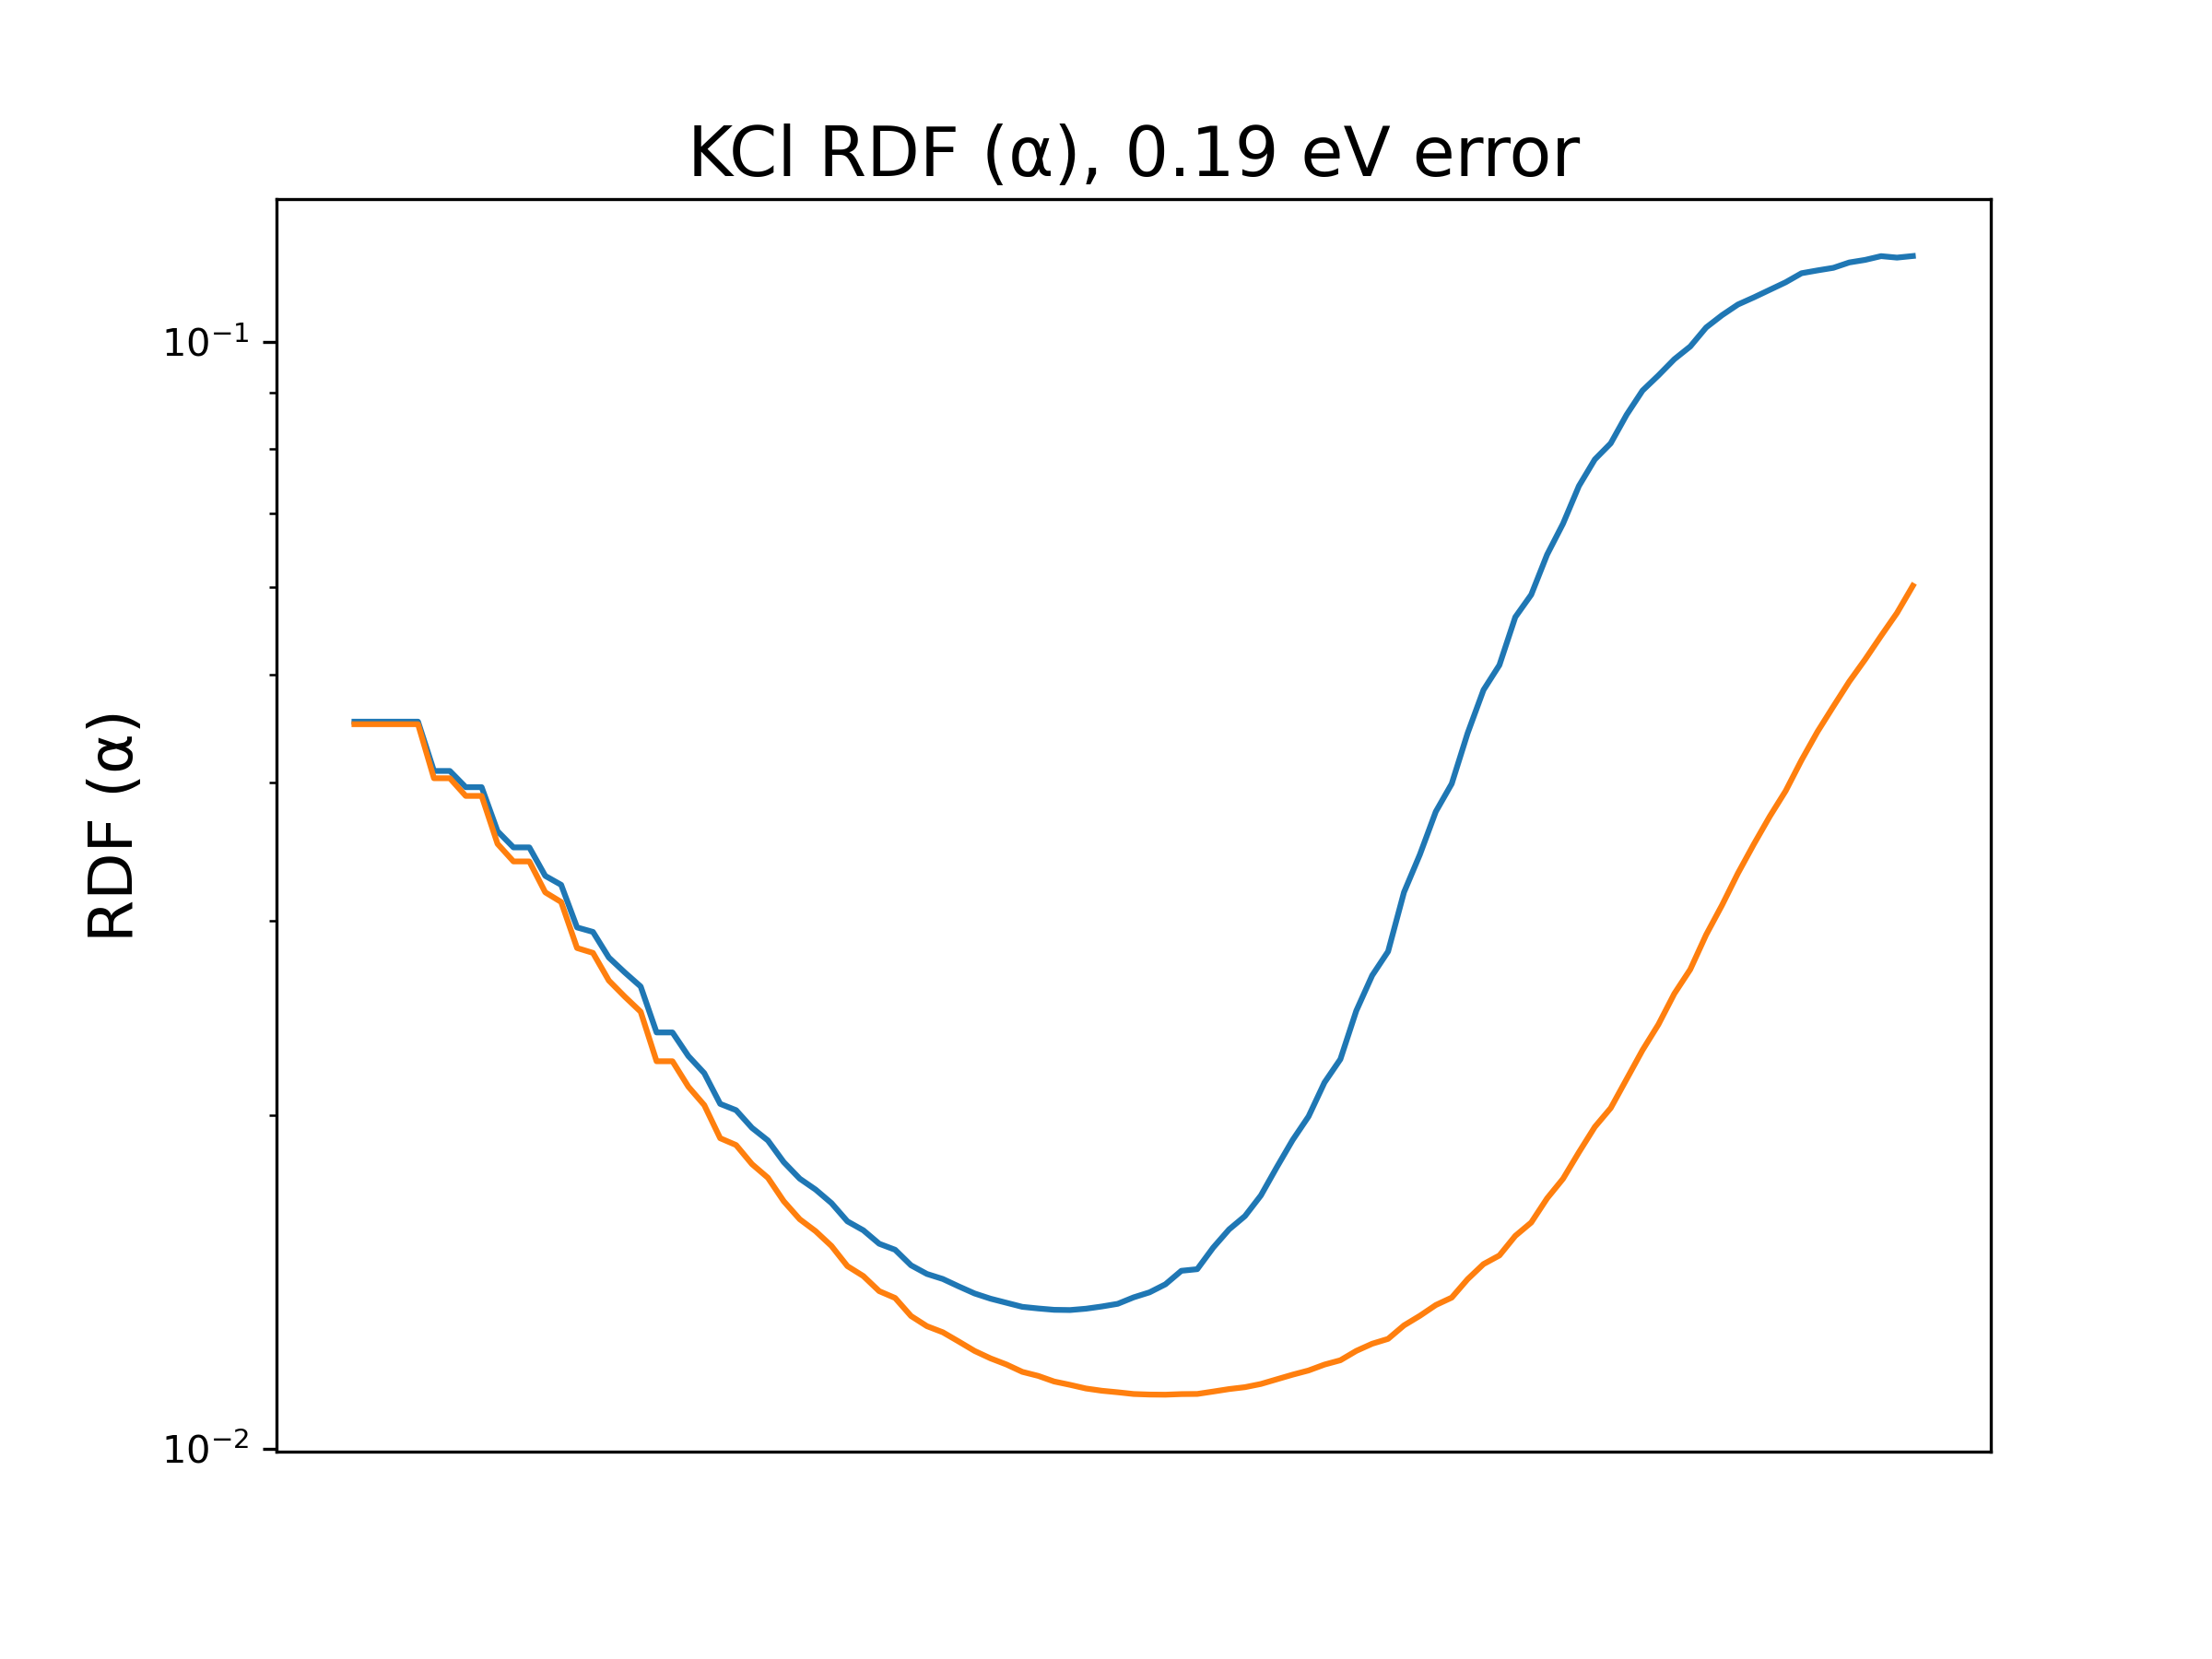 KCl RDF (α), 0.19 eV error
10⁻¹
RDF (α)
10⁻²